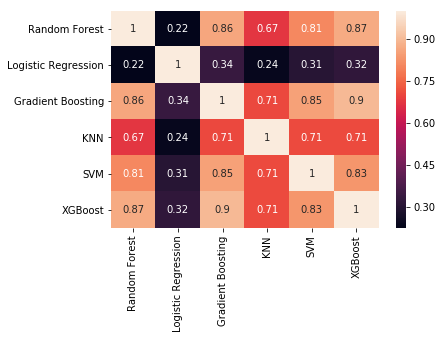 Random Forest 1 0.22 0.86 0.67 0.81 0.87
Logistic Regression 0.22 1 0.34 0.24 0.31 0.32
Gradient Boosting 0.86 0.34 1 0.71 0.85 0.9
KNN 0.67 0.24 0.71 1 0.71 0.71
SVM 0.81 0.31 0.85 0.71 1 0.83
XGBoost 0.87 0.32 0.9 0.71 0.83 1
Random Forest
Logistic Regression
Gradient Boosting
KNN
SVM
XGBoost
0.90
0.75
0.60
0.45
0.30